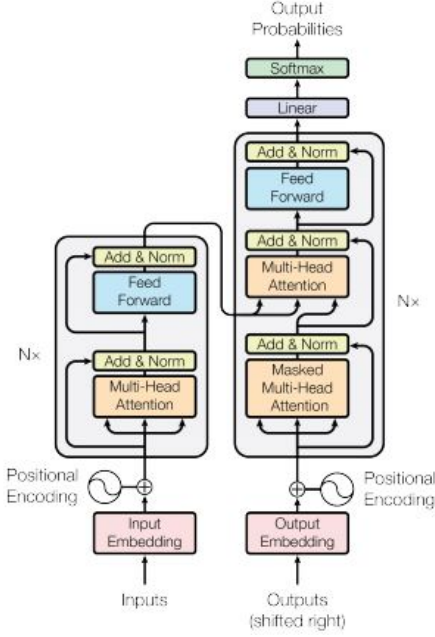 Output
Probabilities
Softmax
Linear
Add & Norm
Feed
Forward
Add & Norm
Multi-Head
Attention
Add & Norm
Masked
Multi-Head
Attention
N×
Add & Norm
Feed
Forward
N×
Add & Norm
Multi-Head
Attention
Positional
Encoding
Positional
Encoding
Input
Embedding
Output
Embedding
Inputs
Outputs
(shifted right)